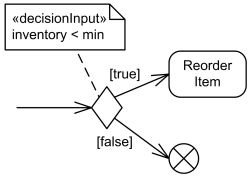 «decisionInput»
inventory < min
[true]
Reorder
Item
[false]